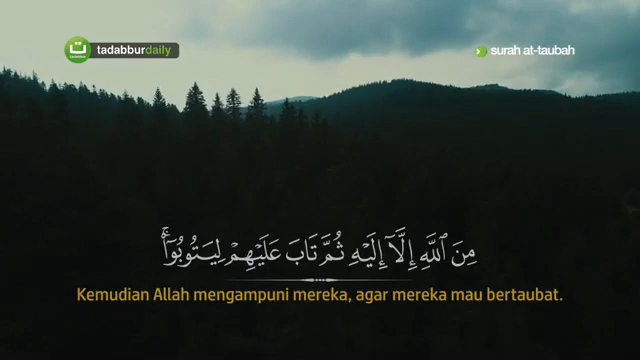 tadabburdaily
surah at-taubah
مِنَ ٱللَّهِ إِلَّآ إِلَيْهِ ثُمَّ تَابَ عَلَيْهِمْ لِيَتُوبُوٓا۟ ۚ
Kemudian Allah mengampuni mereka, agar mereka mau bertaubat.